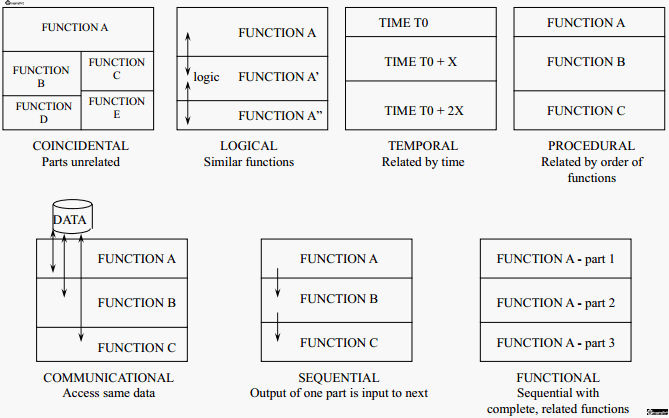 FUNCTION A
FUNCTION
B
FUNCTION
C
FUNCTION
D
FUNCTION
E
COINCIDENTAL
Parts unrelated
FUNCTION A
logic
FUNCTION A'
FUNCTION A"
LOGICAL
Similar functions
TIME T0
TIME T0 + X
TIME T0 + 2X
TEMPORAL
Related by time
FUNCTION A
FUNCTION B
FUNCTION C
PROCEDURAL
Related by order of
functions
DATA
FUNCTION A
FUNCTION B
FUNCTION C
COMMUNICATIONAL
Access same data
FUNCTION A
FUNCTION B
FUNCTION C
SEQUENTIAL
Output of one part is input to next
FUNCTION A - part 1
FUNCTION A - part 2
FUNCTION A - part 3
FUNCTIONAL
Sequential with
complete, related functions